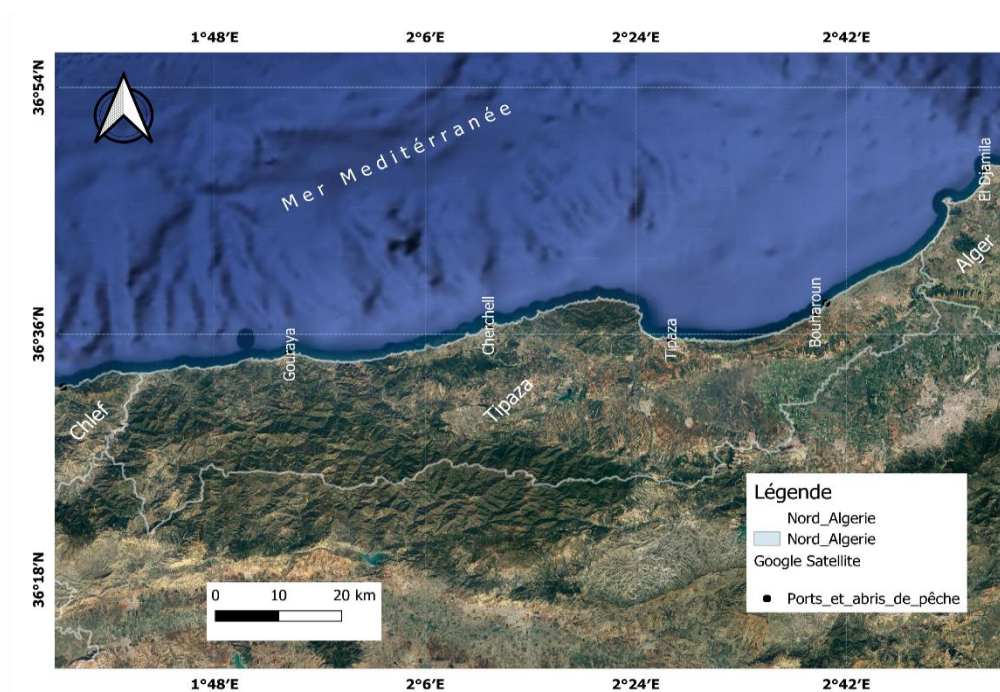 1°48′E
2°6′E
2°24′E
2°42′E
36°54′N
36°36′N
36°18′N
Mer Meditérranée
El Djamila
Alger
Bouharoun
Tipaza
Cherchell
Gouraya
Tipaza
Chlef
Légende
Nord_Algerie
Nord_Algerie
Google Satellite
Ports_et_abris_de_pêche
0 10 20 km
1°48′E
2°6′E
2°24′E
2°42′E